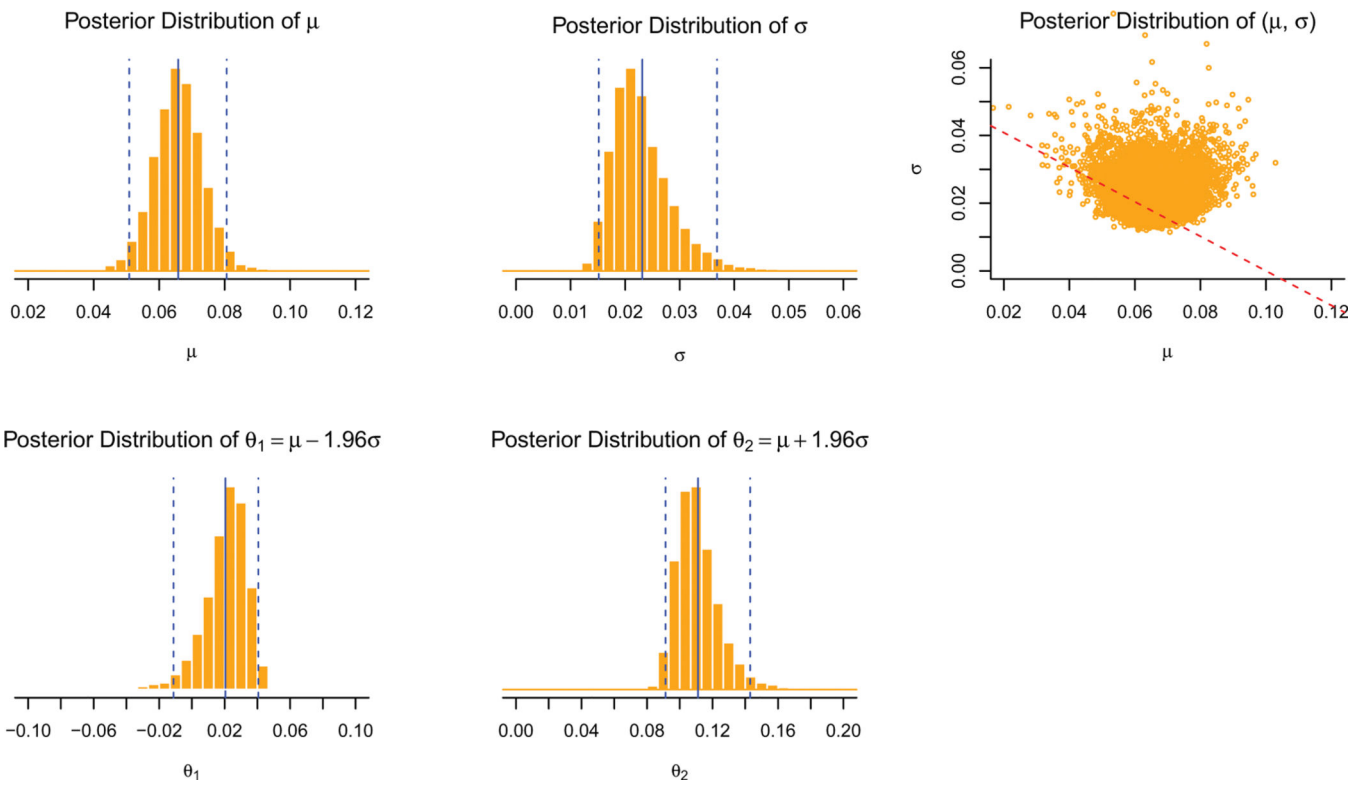 Posterior Distribution of μ
0.02 0.04 0.06 0.08 0.10 0.12
μ
Posterior Distribution of σ
0.00 0.01 0.02 0.03 0.04 0.05 0.06
σ
Posterior Distribution of (μ, σ)
0.06
0.04
0.02
0.00
σ
0.02 0.04 0.06 0.08 0.10 0.12
μ
Posterior Distribution of θ₁ = μ − 1.96σ
−0.10 −0.06 −0.02 0.02 0.06 0.10
θ₁
Posterior Distribution of θ₂ = μ + 1.96σ
0.00 0.04 0.08 0.12 0.16 0.20
θ₂